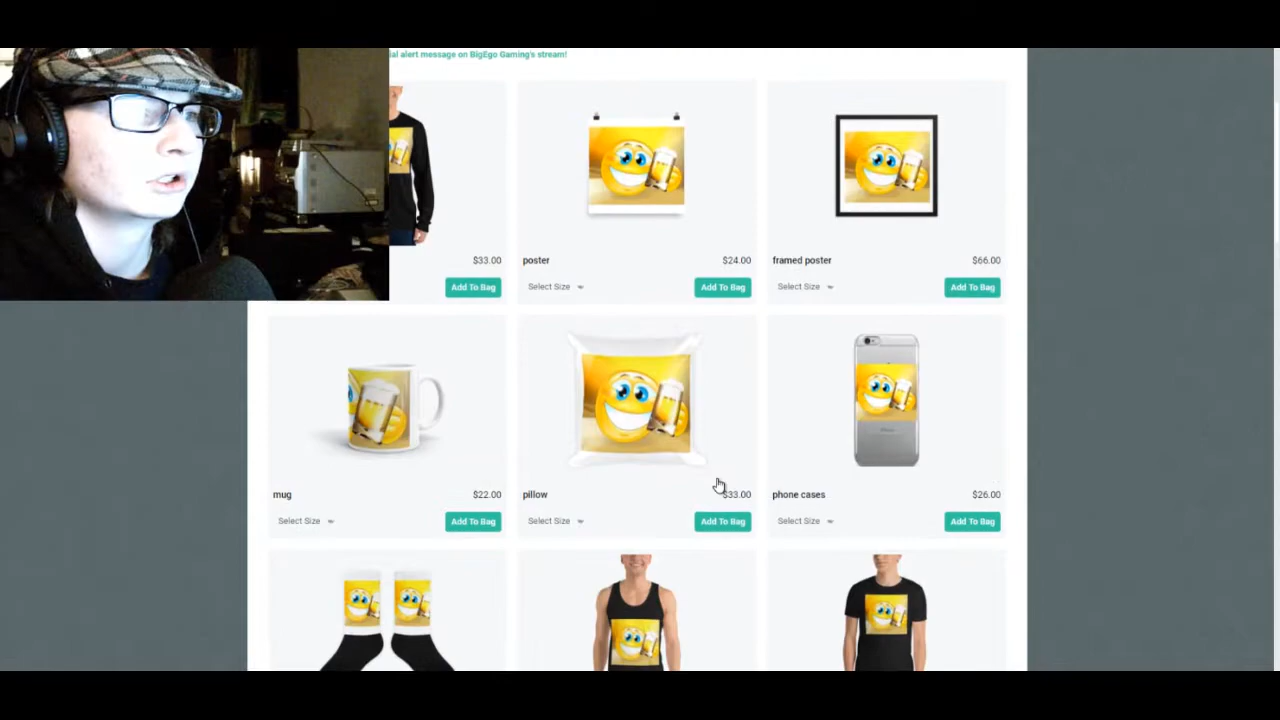 ial alert message on BigEgo Gaming's stream!
$33.00
Add To Bag
poster $24.00
Select Size Add To Bag
framed poster $66.00
Select Size Add To Bag
mug $22.00
Select Size Add To Bag
pillow $33.00
Select Size Add To Bag
phone cases $26.00
Select Size Add To Bag